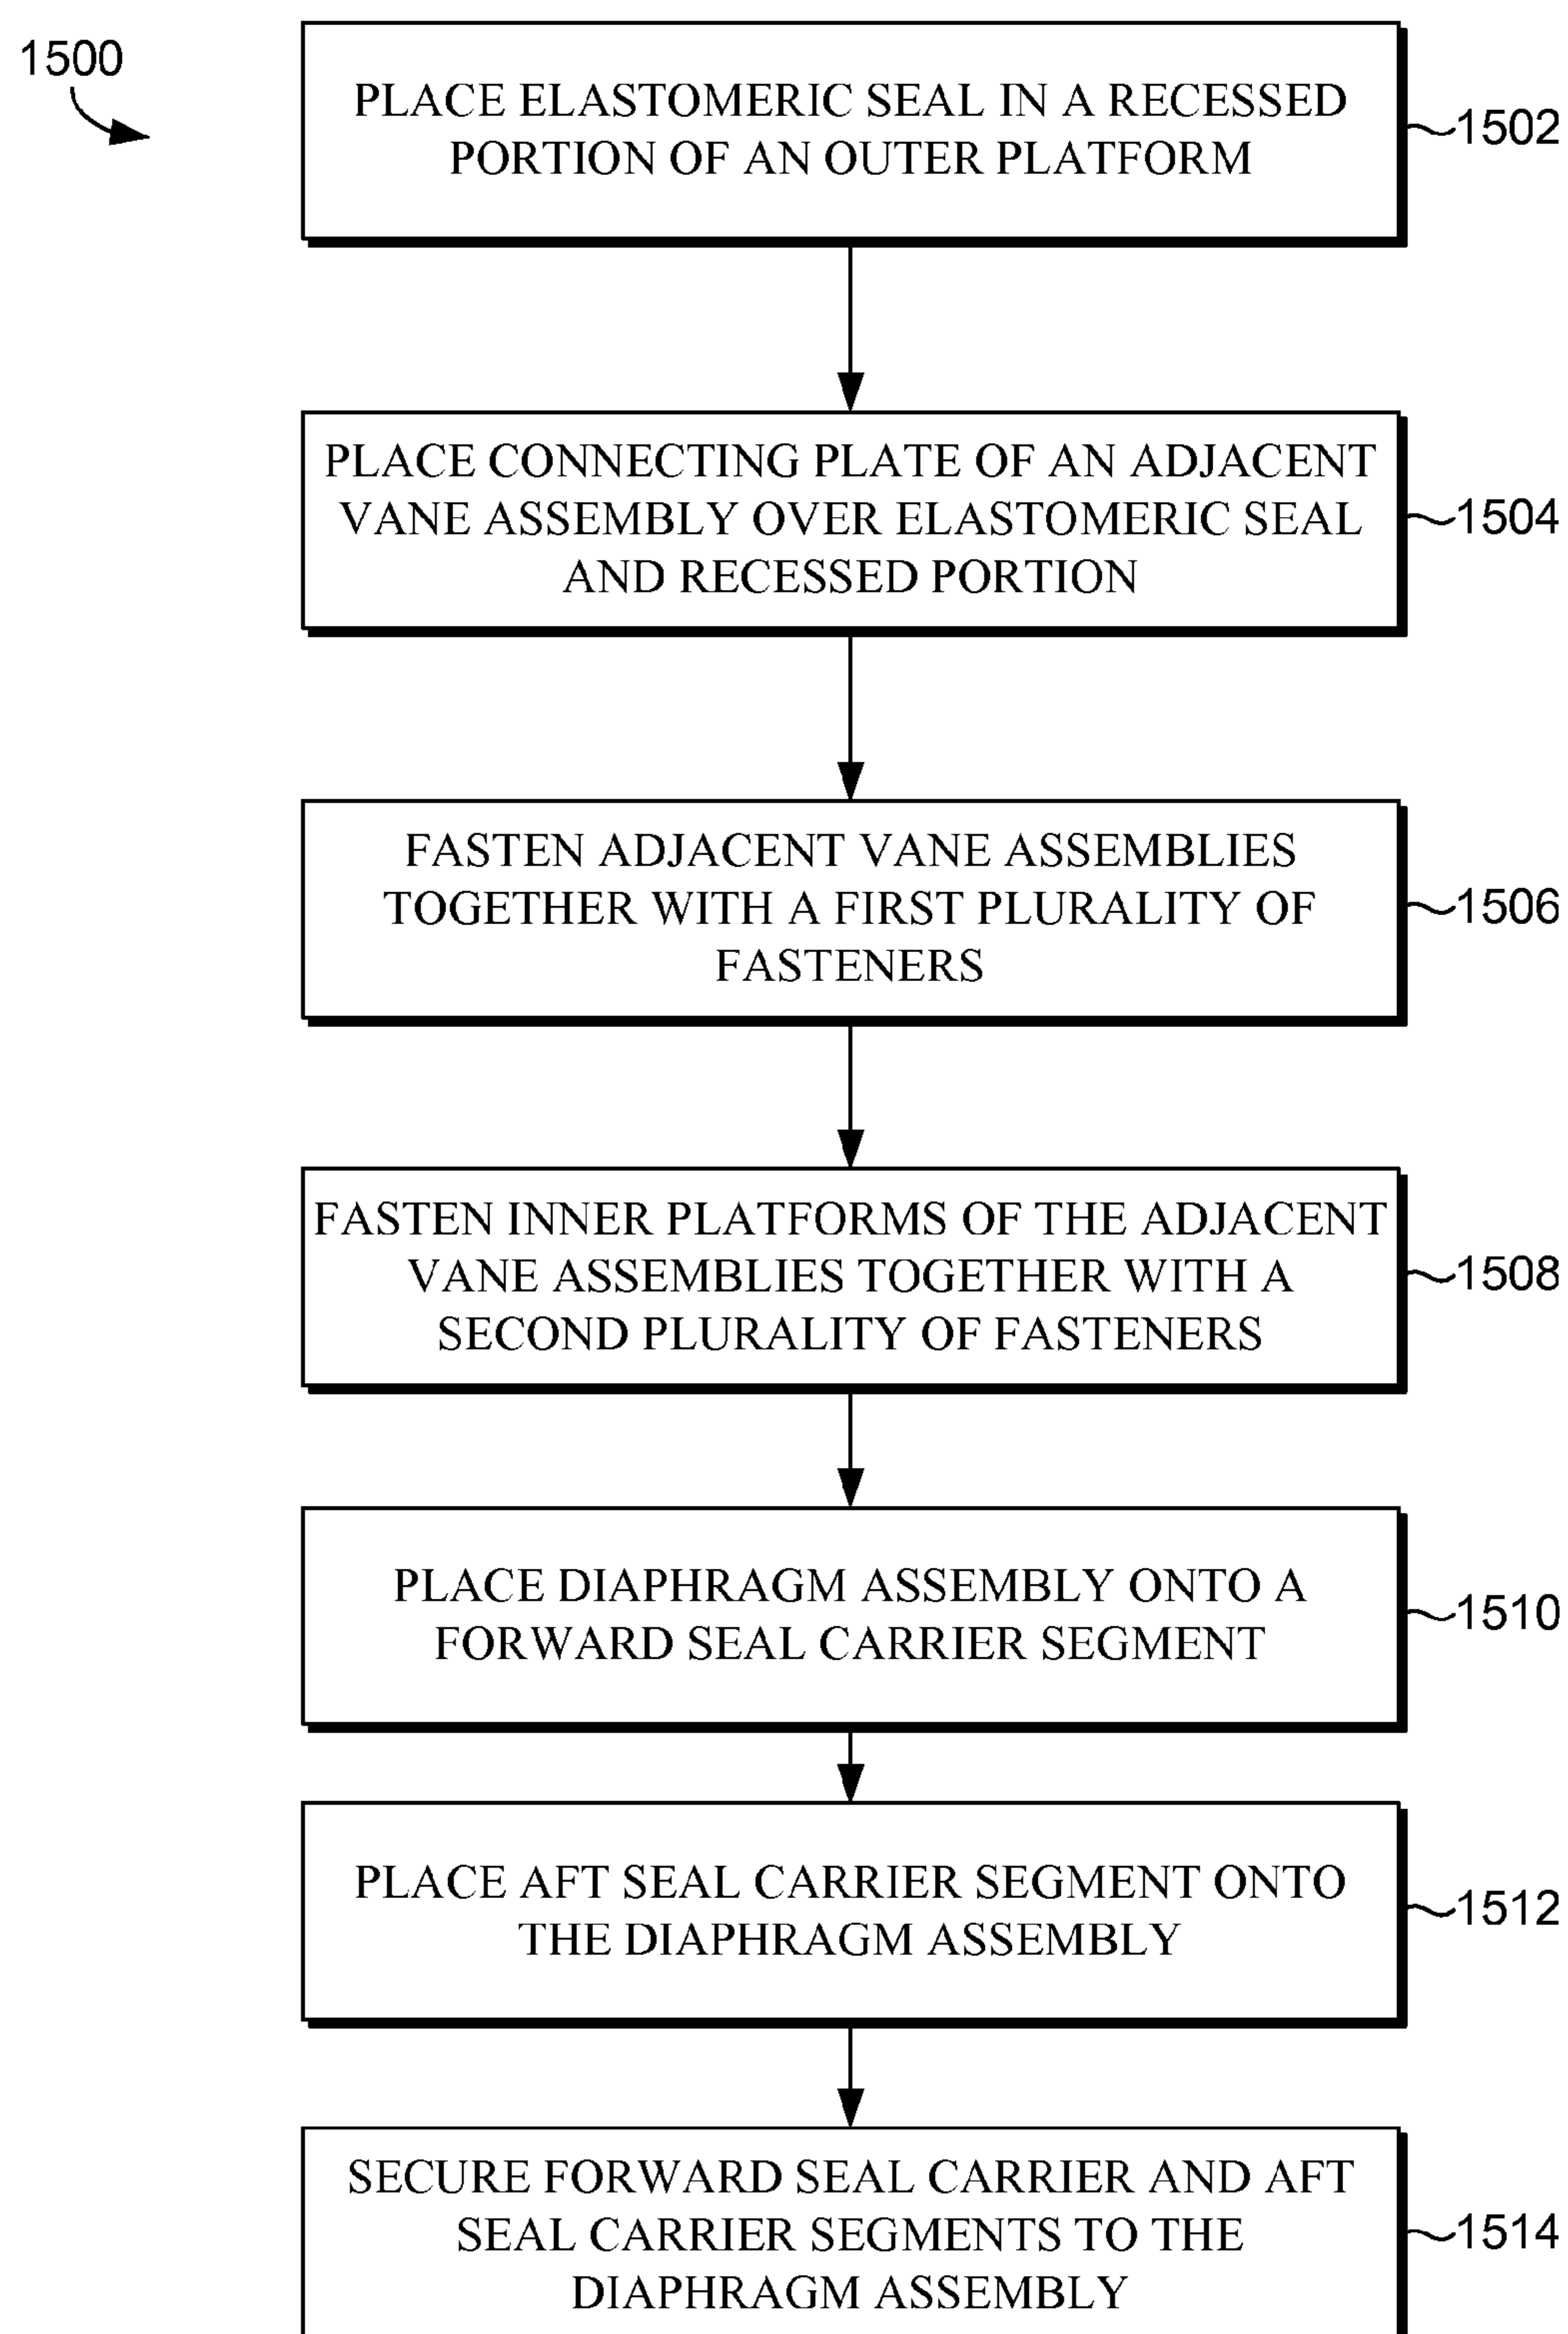 1500
PLACE ELASTOMERIC SEAL IN A RECESSED
PORTION OF AN OUTER PLATFORM
1502
PLACE CONNECTING PLATE OF AN ADJACENT
VANE ASSEMBLY OVER ELASTOMERIC SEAL
AND RECESSED PORTION
1504
FASTEN ADJACENT VANE ASSEMBLIES
TOGETHER WITH A FIRST PLURALITY OF
FASTENERS
1506
FASTEN INNER PLATFORMS OF THE ADJACENT
VANE ASSEMBLIES TOGETHER WITH A
SECOND PLURALITY OF FASTENERS
1508
PLACE DIAPHRAGM ASSEMBLY ONTO A
FORWARD SEAL CARRIER SEGMENT
1510
PLACE AFT SEAL CARRIER SEGMENT ONTO
THE DIAPHRAGM ASSEMBLY
1512
SECURE FORWARD SEAL CARRIER AND AFT
SEAL CARRIER SEGMENTS TO THE
DIAPHRAGM ASSEMBLY
1514